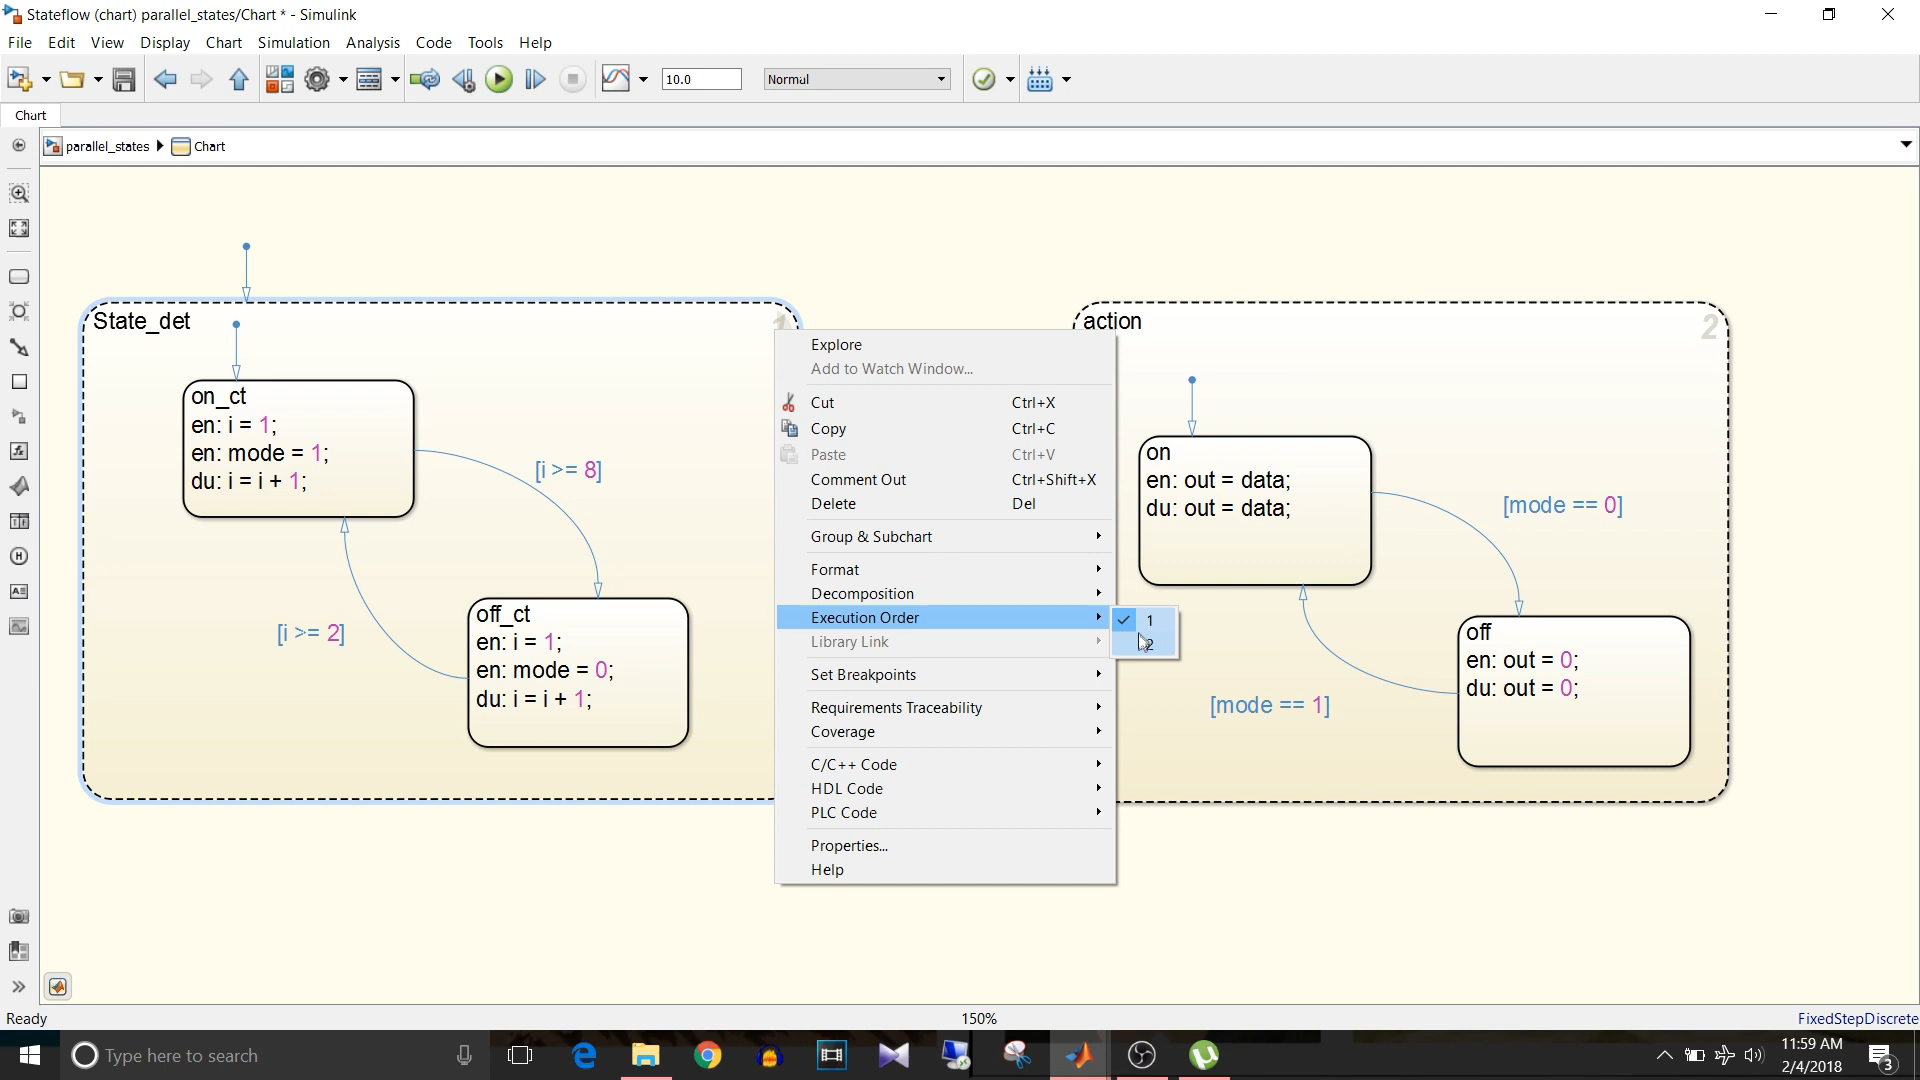 Stateflow (chart) parallel_states/Chart * - Simulink
File Edit View Display Chart Simulation Analysis Code Tools Help
10.0 Normal
Chart
parallel_states Chart
State_det
1
on_ct
en: i = 1;
en: mode = 1;
du: i = i + 1;
[i >= 8]
[i >= 2]
off_ct
en: i = 1;
en: mode = 0;
du: i = i + 1;
Explore
Add to Watch Window...
Cut Ctrl+X
Copy Ctrl+C
Paste Ctrl+V
Comment Out Ctrl+Shift+X
Delete Del
Group & Subchart
Format
Decomposition
Execution Order
Library Link
Set Breakpoints
Requirements Traceability
Coverage
C/C++ Code
HDL Code
PLC Code
Properties...
Help
1
2
action
2
on
en: out = data;
du: out = data;
[mode == 0]
[mode == 1]
off
en: out = 0;
du: out = 0;
Ready 150% FixedStepDiscrete
Type here to search
11:59 AM
2/4/2018
3